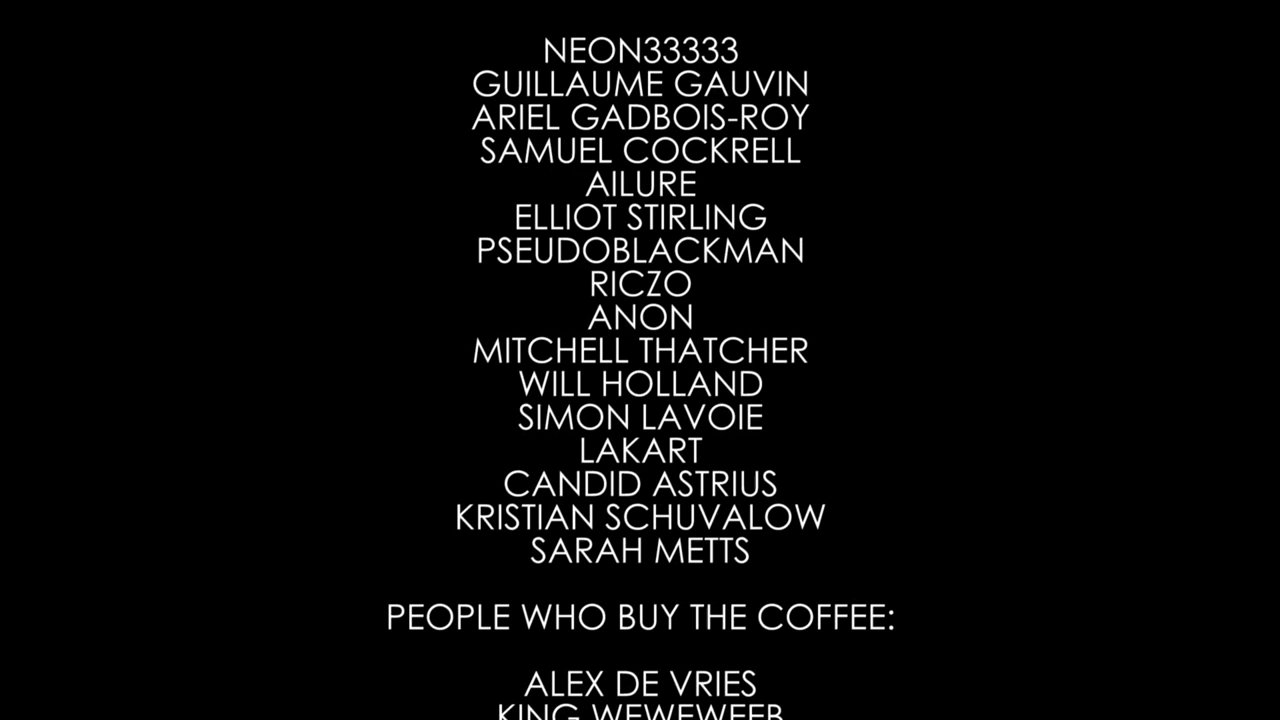 NEON33333
GUILLAUME GAUVIN
ARIEL GADBOIS-ROY
SAMUEL COCKRELL
AILURE
ELLIOT STIRLING
PSEUDOBLACKMAN
RICZO
ANON
MITCHELL THATCHER
WILL HOLLAND
SIMON LAVOIE
LAKART
CANDID ASTRIUS
KRISTIAN SCHUVALOW
SARAH METTS
PEOPLE WHO BUY THE COFFEE:
ALEX DE VRIES
KING